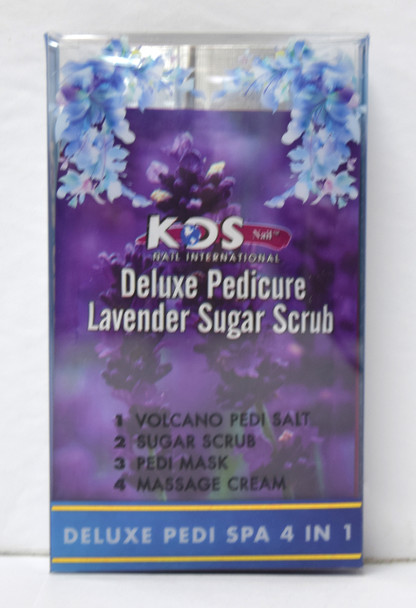 KDS Nail™
NAIL INTERNATIONAL
Deluxe Pedicure
Lavender Sugar Scrub
1 VOLCANO PEDI SALT
2 SUGAR SCRUB
3 PEDI MASK
4 MASSAGE CREAM
DELUXE PEDI SPA 4 IN 1